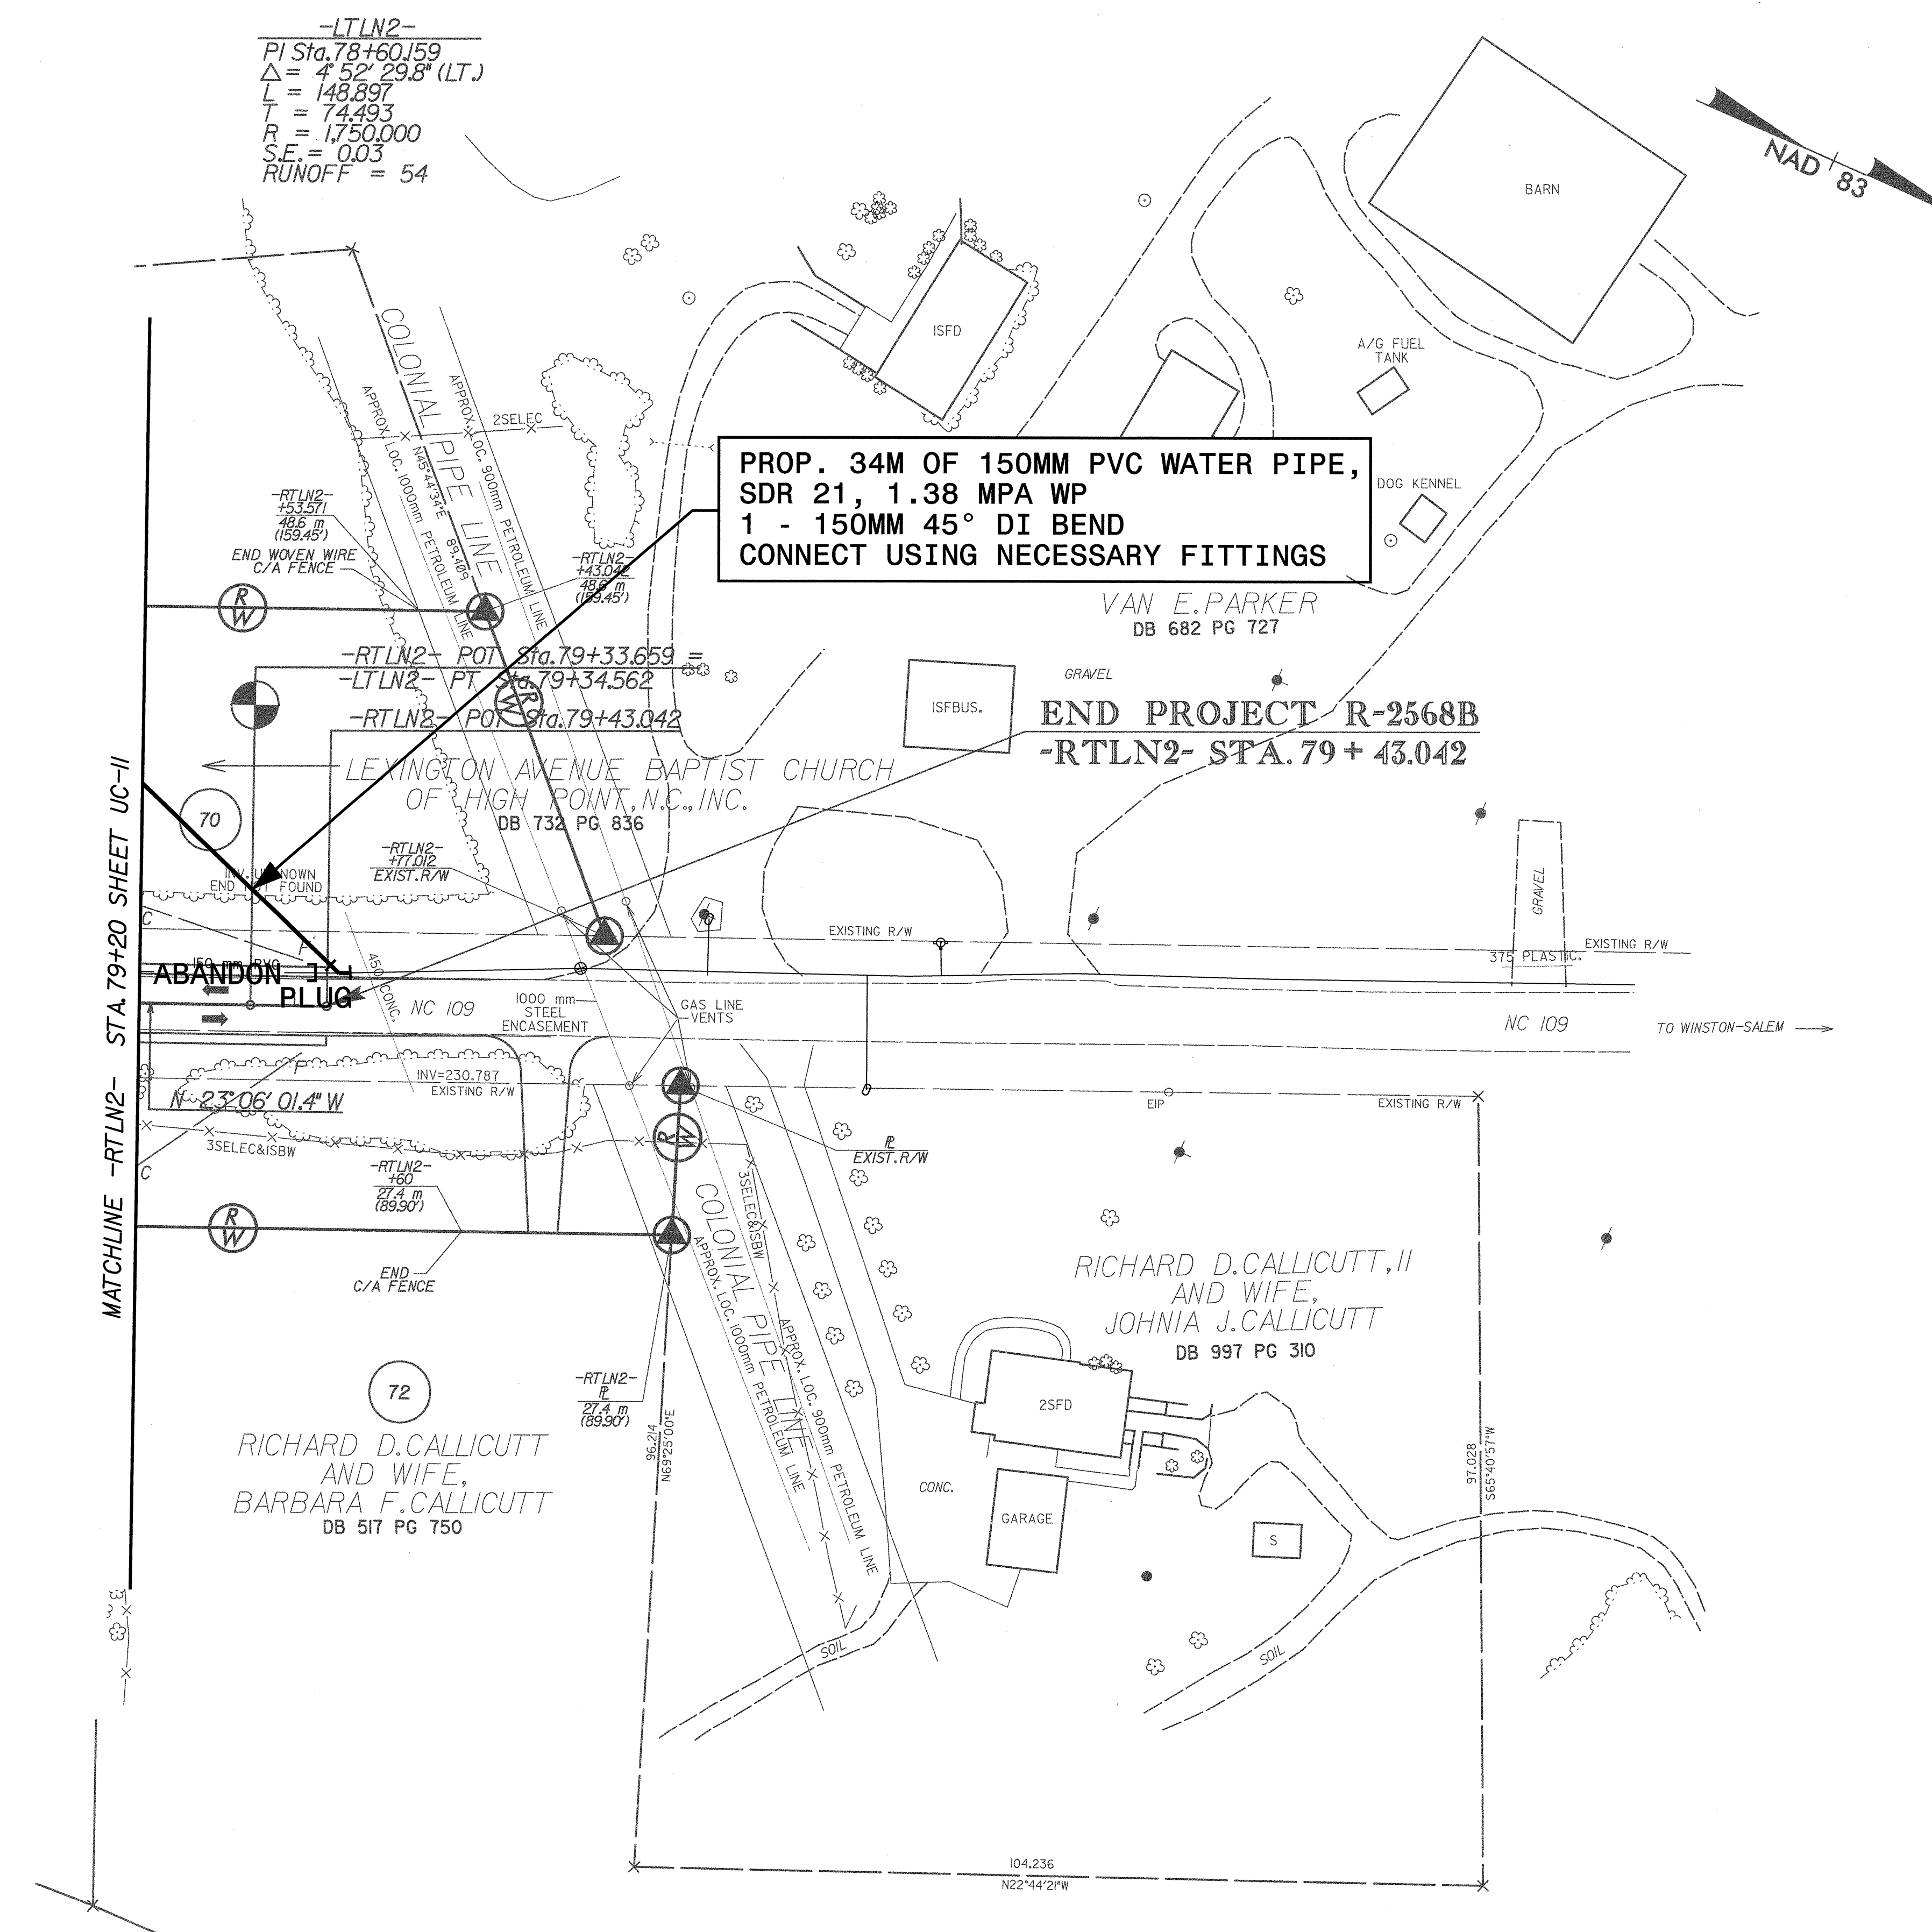 -LTLN2-
PI Sta.78+60.159
Δ= 4° 52' 29.8" (LT.)
L = 148.897
T = 74.493
R = 1,750.000
S.E.= 0.03
RUNOFF = 54
NAD 83
BARN
ISFD
A/G FUEL
TANK
DOG KENNEL
COLONIAL PIPE LINE
APPROX. LOC. 900mm PETROLEUM LINE
APPROX. LOC. 1000mm PETROLEUM LINE
N45°44'34"E 89.409
2SELEC
PROP. 34M OF 150MM PVC WATER PIPE,
SDR 21, 1.38 MPA WP
1 - 150MM 45° DI BEND
CONNECT USING NECESSARY FITTINGS
-RTLN2-
+53.571
48.6 m
(159.45')
END WOVEN WIRE
C/A FENCE
-RTLN2-
+43.042
48.6 m
(159.45')
R
W
VAN E.PARKER
DB 682 PG 727
-RTLN2- POT Sta.79+33.659 =
-LTLN2- PT Sta.79+34.562
R
W
-RTLN2- POT Sta.79+43.042
GRAVEL
ISFBUS.
END PROJECT R-2568B
-RTLN2- STA. 79 + 43.042
LEXINGTON AVENUE BAPTIST CHURCH
OF HIGH POINT,N.C.,INC.
DB 732 PG 836
70
-RTLN2-
+77.012
EXIST.R/W
INV. UNKNOWN
END NOT FOUND
MATCHLINE -RTLN2- STA. 79+20 SHEET UC-11
C
F
EXISTING R/W
GRAVEL
EXISTING R/W
375 PLASTIC.
150 mm PVC
ABANDON
PLUG
450 CONC.
NC 109
1000 mm
STEEL
ENCASEMENT
GAS LINE
VENTS
NC 109
TO WINSTON-SALEM
F
INV=230.787
EXISTING R/W
EIP
EXISTING R/W
N 23°06' 01.4" W
3SELEC&ISBW
C
R
W
PL
EXIST.R/W
-RTLN2-
+60
27.4 m
(89.90')
R
W
END
C/A FENCE
3SELEC&ISBW
COLONIAL PIPE LINE
APPROX. LOC. 1000mm PETROLEUM LINE
APPROX. LOC. 900mm PETROLEUM LINE
RICHARD D.CALLICUTT,II
AND WIFE,
JOHNIA J.CALLICUTT
DB 997 PG 310
72
RICHARD D.CALLICUTT
AND WIFE,
BARBARA F.CALLICUTT
DB 517 PG 750
-RTLN2-
PL
27.4 m
(89.90')
96.214
N69°25'00"E
2SFD
CONC.
GARAGE
S
97.028
S65°40'57"W
SOIL
SOIL
104.236
N22°44'21"W